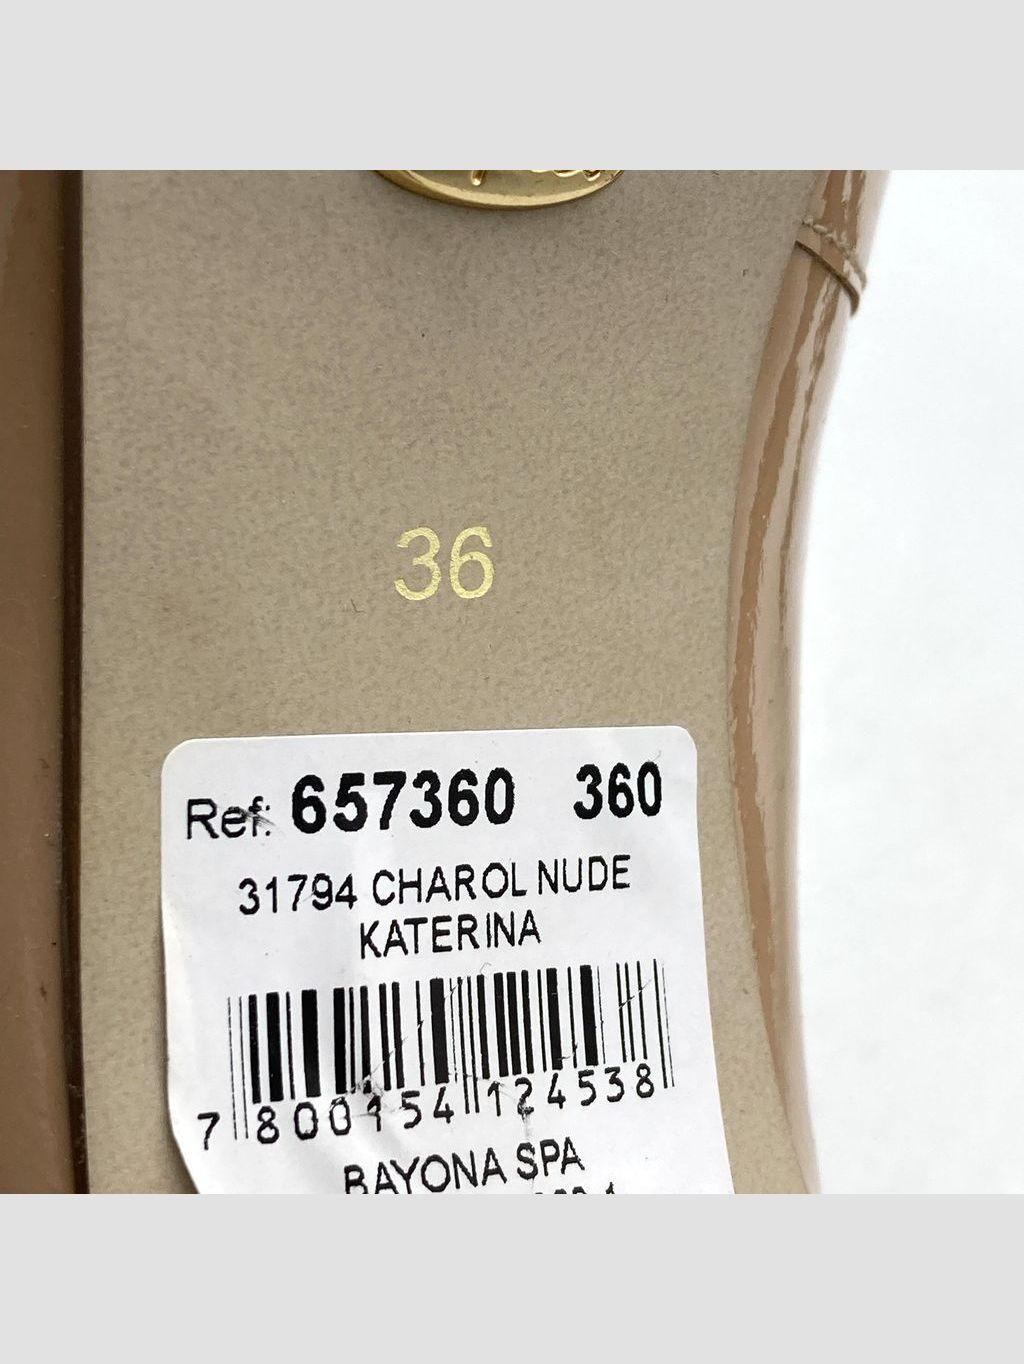 36
Ref: 657360 360
31794 CHAROL NUDE
KATERINA
7 800154 124538
BAYONA SPA